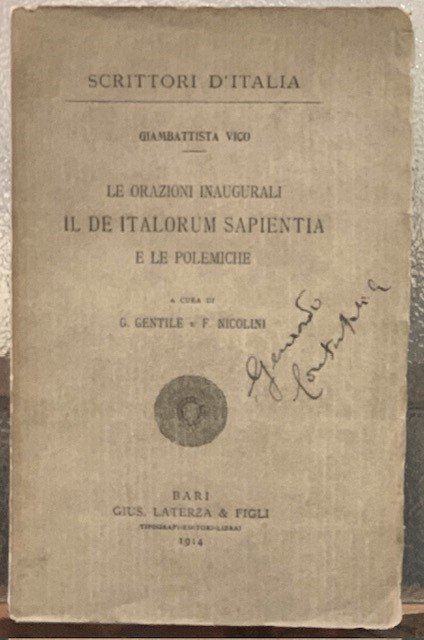 SCRITTORI D'ITALIA
GIAMBATTISTA VICO
LE ORAZIONI INAUGURALI
IL DE ITALORUM SAPIENTIA
E LE POLEMICHE
A CURA DI
G. GENTILE E F. NICOLINI
BARI
GIUS. LATERZA & FIGLI
TIPOGRAFI-EDITORI-LIBRAI
1914